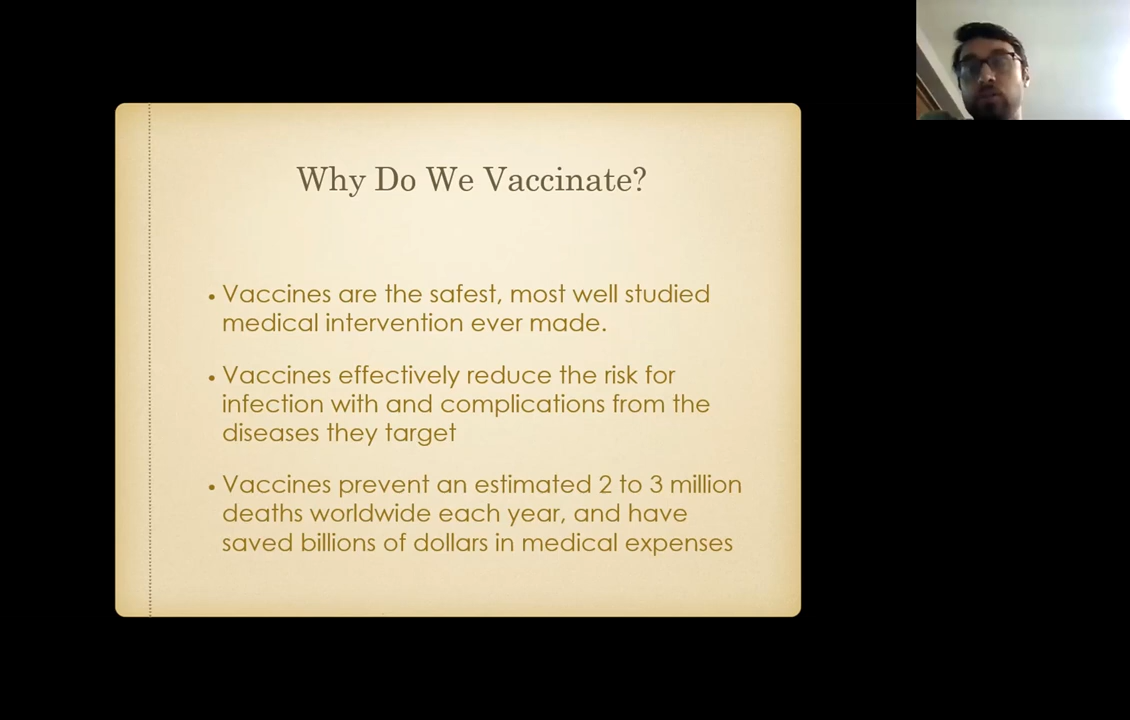 Why Do We Vaccinate?
• Vaccines are the safest, most well studied
medical intervention ever made.
• Vaccines effectively reduce the risk for
infection with and complications from the
diseases they target
• Vaccines prevent an estimated 2 to 3 million
deaths worldwide each year, and have
saved billions of dollars in medical expenses